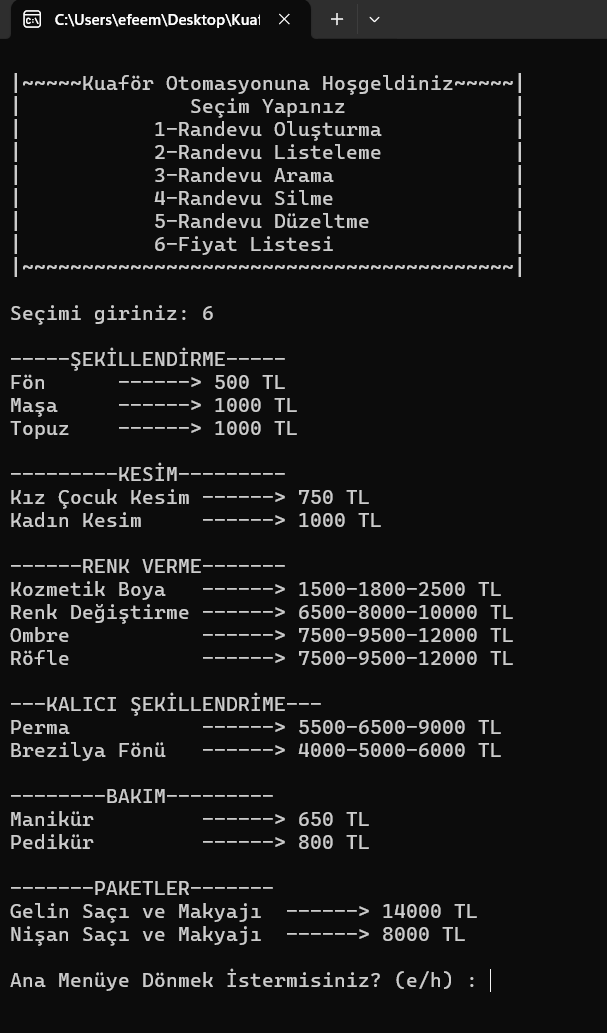 C:\Users\efeem\Desktop\Kuaf
|~~~~~Kuaför Otomasyonuna Hoşgeldiniz~~~~~|
| Seçim Yapınız |
| 1-Randevu Oluşturma |
| 2-Randevu Listeleme |
| 3-Randevu Arama |
| 4-Randevu Silme |
| 5-Randevu Düzeltme |
| 6-Fiyat Listesi |
|~~~~~~~~~~~~~~~~~~~~~~~~~~~~~~~~~~~~~~~~~|
Seçimi giriniz: 6
-----ŞEKİLLENDİRME-----
Fön ------> 500 TL
Maşa ------> 1000 TL
Topuz ------> 1000 TL
---------KESİM---------
Kız Çocuk Kesim ------> 750 TL
Kadın Kesim ------> 1000 TL
------RENK VERME-------
Kozmetik Boya ------> 1500-1800-2500 TL
Renk Değiştirme ------> 6500-8000-10000 TL
Ombre ------> 7500-9500-12000 TL
Röfle ------> 7500-9500-12000 TL
---KALICI ŞEKİLLENDRİME---
Perma ------> 5500-6500-9000 TL
Brezilya Fönü ------> 4000-5000-6000 TL
--------BAKIM---------
Manikür ------> 650 TL
Pedikür ------> 800 TL
-------PAKETLER-------
Gelin Saçı ve Makyajı ------> 14000 TL
Nişan Saçı ve Makyajı ------> 8000 TL
Ana Menüye Dönmek İstermisiniz? (e/h) :